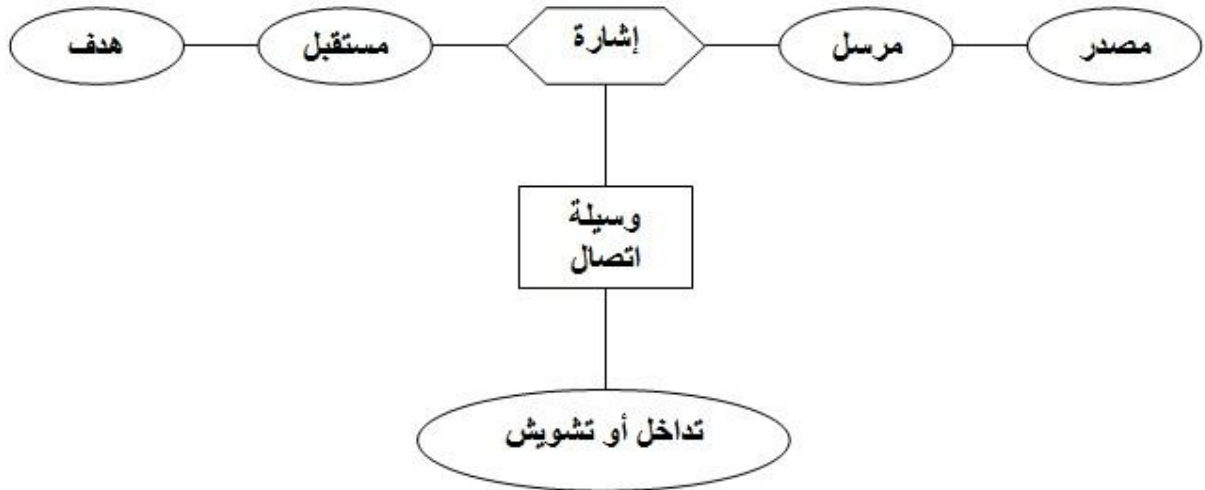 مصدر
مرسل
إشارة
مستقبل
هدف
وسيلة
اتصال
تداخل أو تشويش